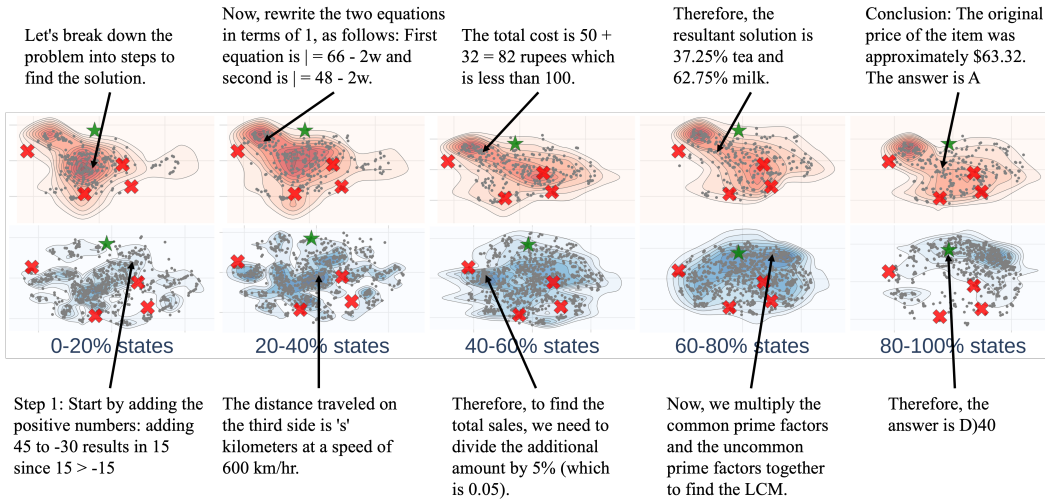 Let's break down the
problem into steps to
find the solution.
Now, rewrite the two equations
in terms of 1, as follows: First
equation is | = 66 - 2w and
second is | = 48 - 2w.
The total cost is 50 +
32 = 82 rupees which
is less than 100.
Therefore, the
resultant solution is
37.25% tea and
62.75% milk.
Conclusion: The original
price of the item was
approximately $63.32.
The answer is A
0-20% states
20-40% states
40-60% states
60-80% states
80-100% states
Step 1: Start by adding the
positive numbers: adding
45 to -30 results in 15
since 15 > -15
The distance traveled on
the third side is 's'
kilometers at a speed of
600 km/hr.
Therefore, to find the
total sales, we need to
divide the additional
amount by 5% (which
is 0.05).
Now, we multiply the
common prime factors
and the uncommon
prime factors together
to find the LCM.
Therefore, the
answer is D)40